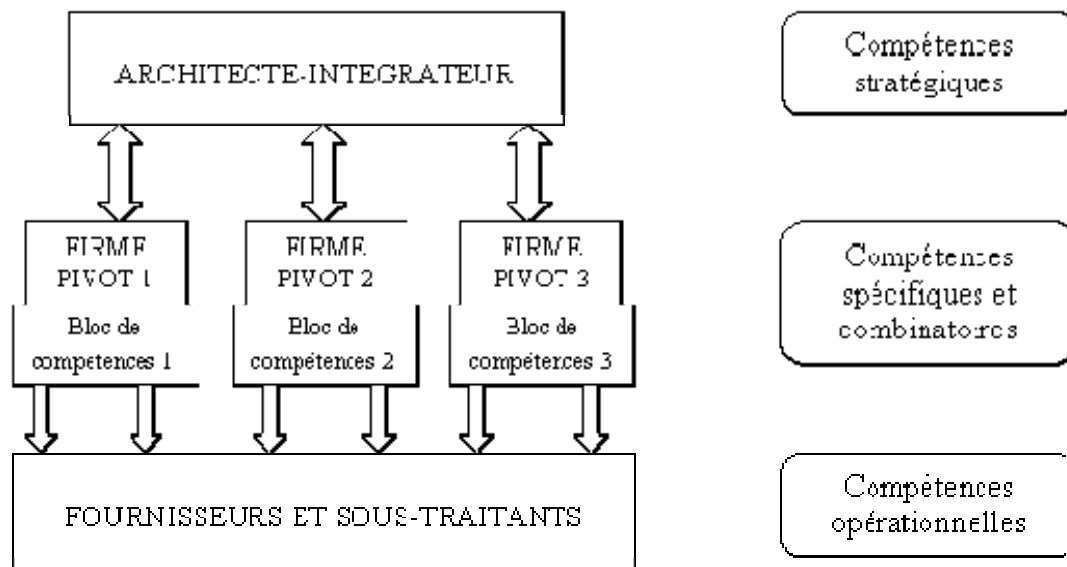 ARCHITECTE-INTEGRATEUR
Compétences
stratégiques
FIRME
PIVOT 1
FIRME
PIVOT 2
FIRME
PIVOT 3
Bloc de
compétences 1
Bloc de
compétences 2
Bloc de
compétences 3
Compétences
spécifiques et
combinatoires
FOURNISSEURS ET SOUS-TRAITANTS
Compétences
opérationnelles